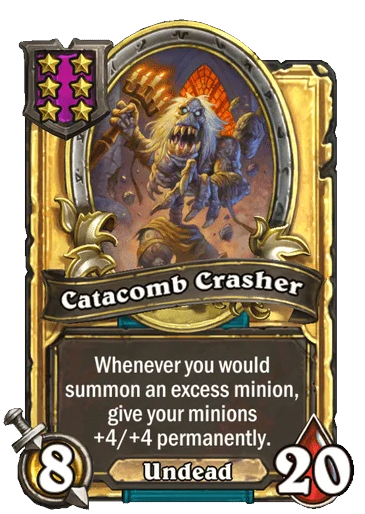 Catacomb Crasher
Whenever you would
summon an excess minion,
give your minions
+4/+4 permanently.
8
Undead
20